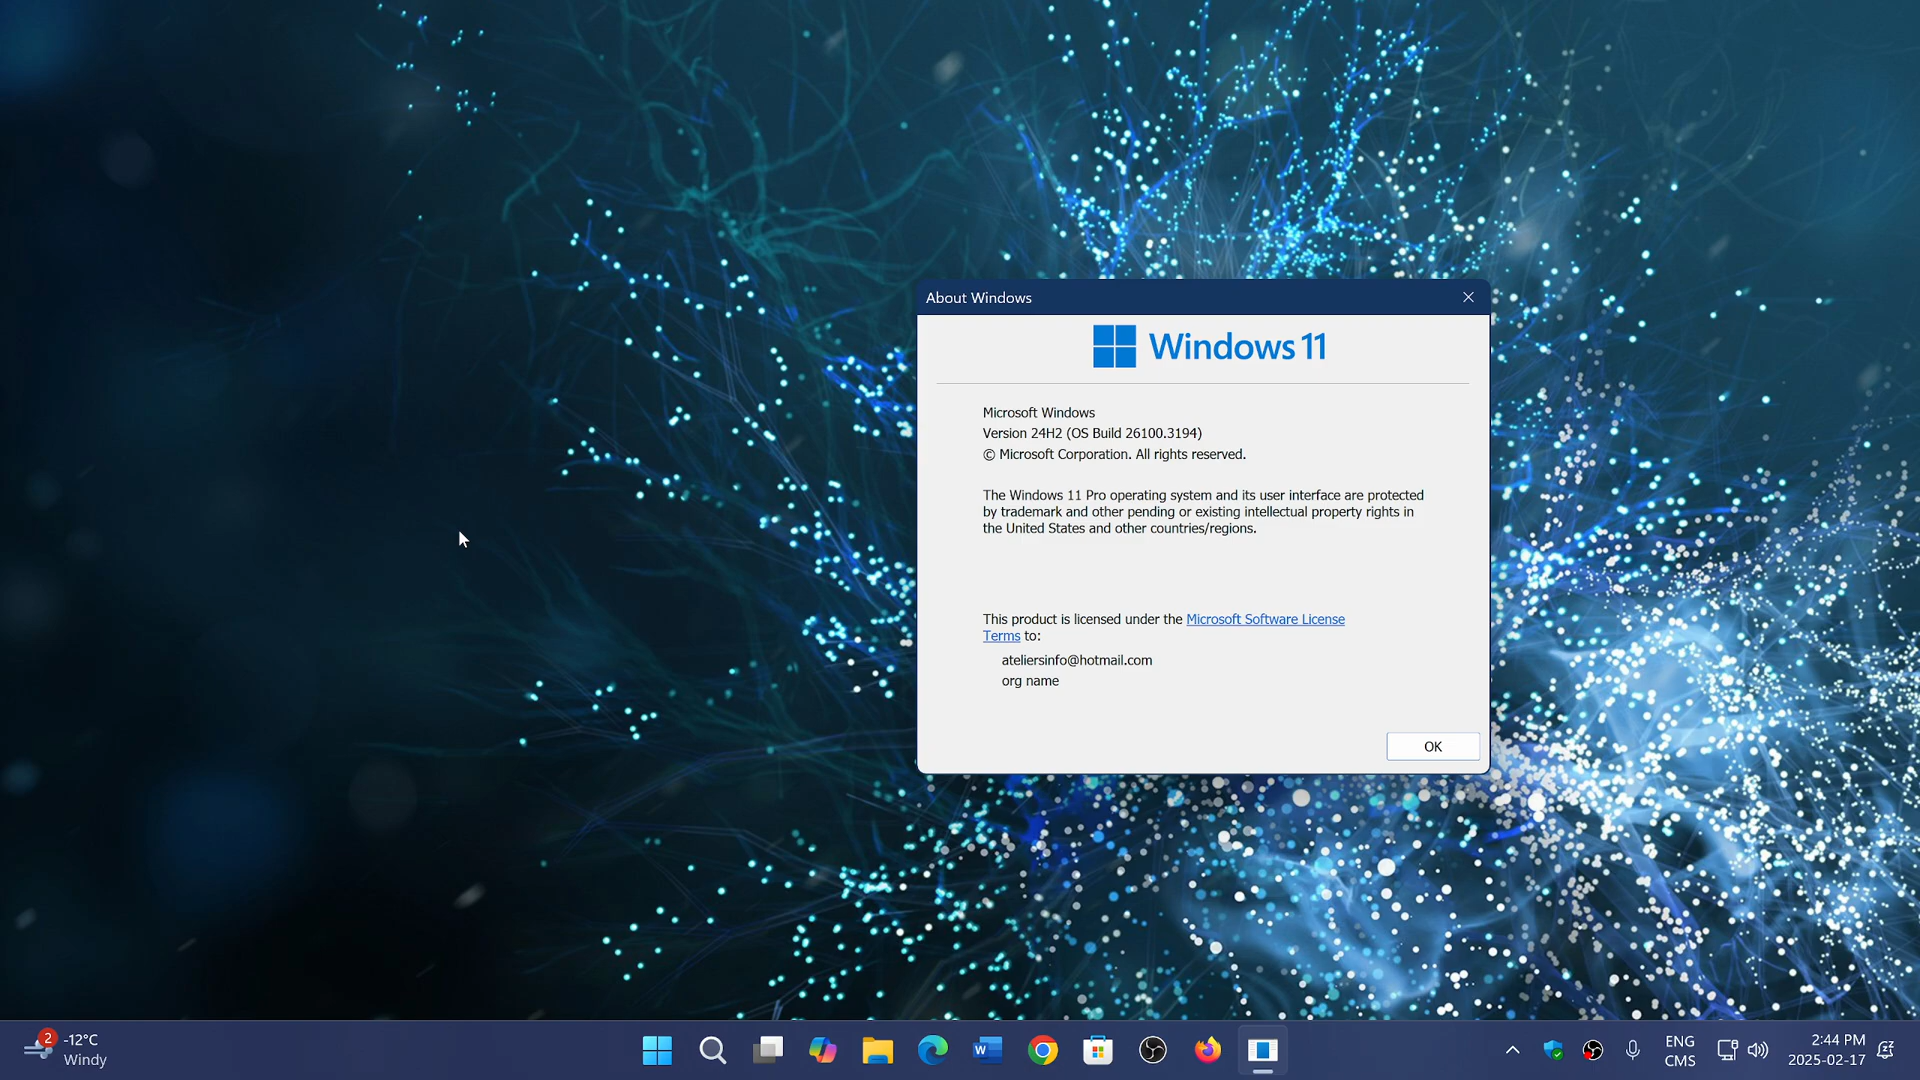 About Windows
Windows 11
Microsoft Windows
Version 24H2 (OS Build 26100.3194)
© Microsoft Corporation. All rights reserved.
The Windows 11 Pro operating system and its user interface are protected
by trademark and other pending or existing intellectual property rights in
the United States and other countries/regions.
This product is licensed under the Microsoft Software License
Terms to:
ateliersinfo@hotmail.com
org name
OK
2
-12°C
Windy
W
ENG
CMS
2:44 PM
2025-02-17